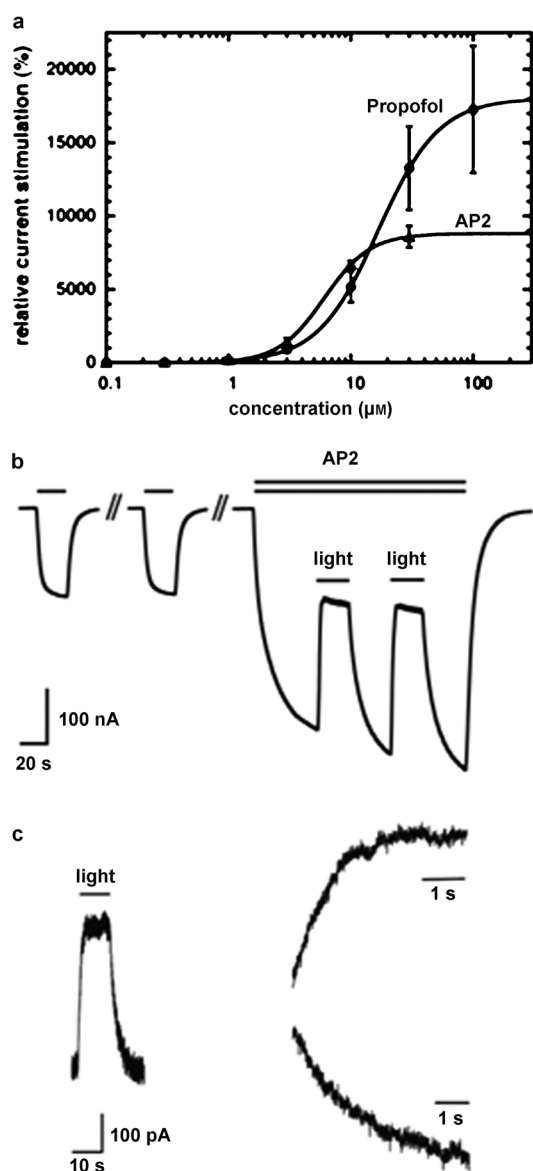 a
relative current stimulation (%)
20000
15000
10000
5000
0
Propofol
AP2
0.1 1 10 100
concentration (µM)
b
AP2
light light
100 nA
20 s
c
light
1 s
1 s
100 pA
10 s